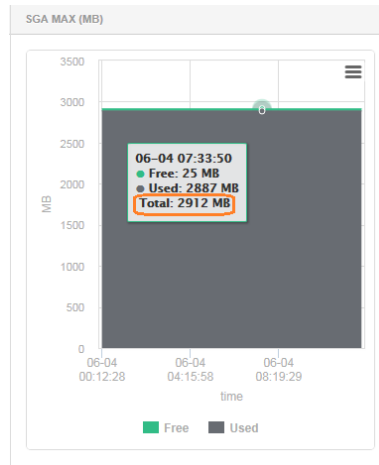 SGA MAX (MB)
3500
3000
2500
2000
1500
1000
500
0
MB
06-04 07:33:50
Free: 25 MB
Used: 2887 MB
Total: 2912 MB
06-04 06-04 06-04
00:12:28 04:15:58 08:19:29
time
Free Used